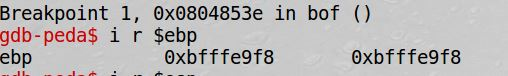 Breakpoint 1, 0x0804853e in bof ()
gdb-peda$ i r $ebp
ebp            0xbfffe9f8       0xbfffe9f8